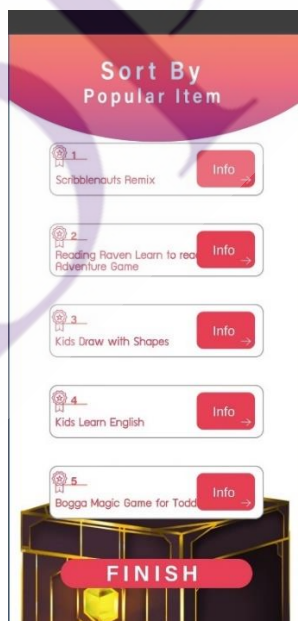 Sort By
Popular Item
1
Scribblenauts Remix
Info
2
Reading Raven Learn to rea
Adventure Game
Info
3
Kids Draw with Shapes
Info
4
Kids Learn English
Info
5
Bogga Magic Game for Todd
Info
FINISH